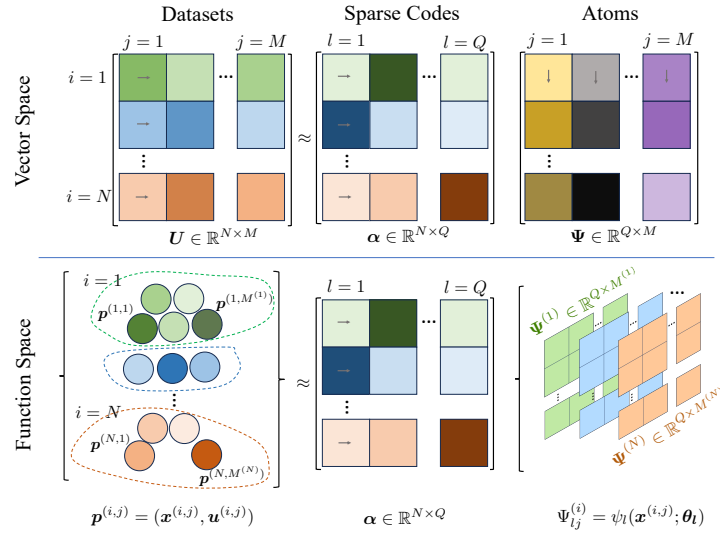 Datasets Sparse Codes Atoms
j = 1 j = M l = 1 l = Q j = 1 j = M
Vector Space
i = 1 ··· ··· ···
≈
⋮ ⋮ ⋮
i = N
U ∈ ℝ^{N×M} α ∈ ℝ^{N×Q} Ψ ∈ ℝ^{Q×M}
Function Space
i = 1 l = 1 l = Q
p^{(1,1)} p^{(1,M^{(1)})} ··· Ψ^{(1)} ∈ ℝ^{Q×M^{(1)}} ···
≈
⋮ ⋮
i = N
p^{(N,1)} p^{(N,M^{(N)})} Ψ^{(N)} ∈ ℝ^{Q×M^{(N)}}
p^{(i,j)} = (x^{(i,j)}, u^{(i,j)}) α ∈ ℝ^{N×Q} Ψ_{lj}^{(i)} = ψ_l(x^{(i,j)}; θ_l)